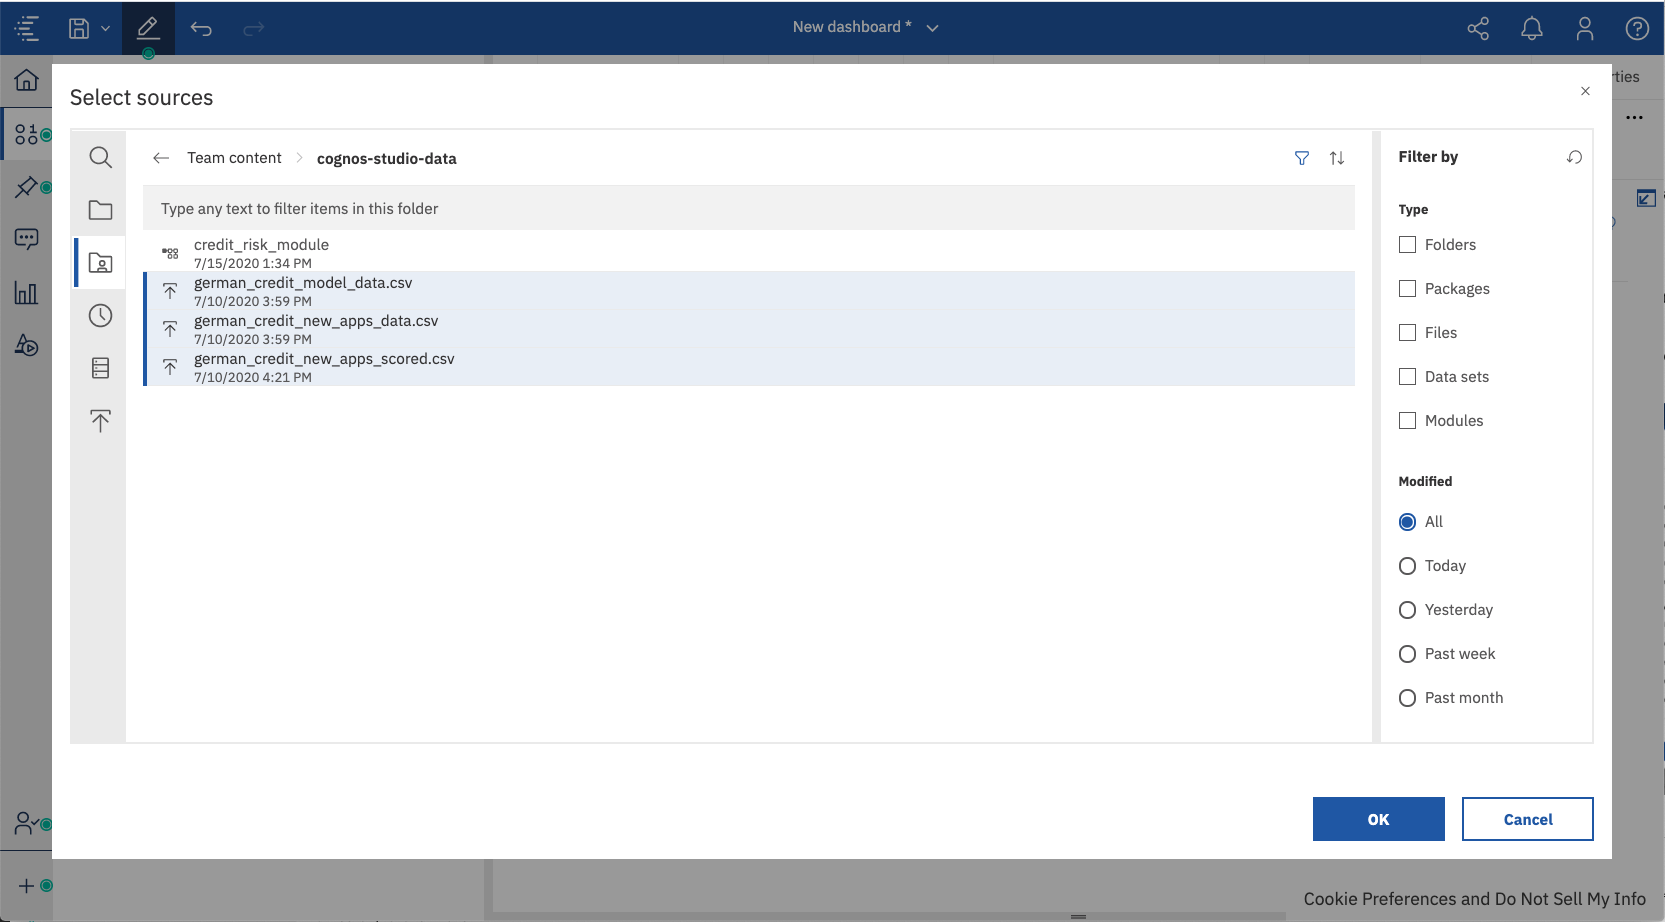 New dashboard *
rties
Select sources
Team content
cognos-studio-data
Type any text to filter items in this folder
credit_risk_module
7/15/2020 1:34 PM
german_credit_model_data.csv
7/10/2020 3:59 PM
german_credit_new_apps_data.csv
7/10/2020 3:59 PM
german_credit_new_apps_scored.csv
7/10/2020 4:21 PM
Filter by
Type
Folders
Packages
Files
Data sets
Modules
Modified
All
Today
Yesterday
Past week
Past month
OK
Cancel
Cookie Preferences and Do Not Sell My Info